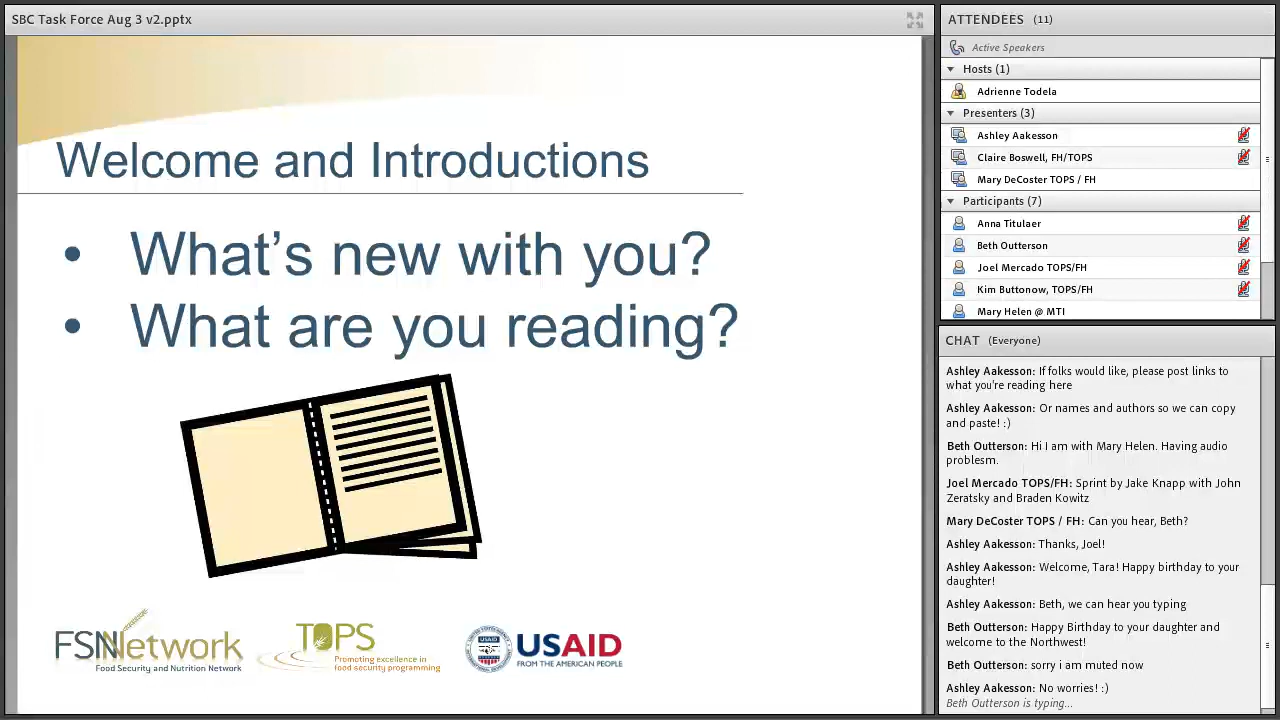 SBC Task Force Aug 3 v2.pptx
Welcome and Introductions
• What's new with you?
• What are you reading?
FSN Network
Food Security and Nutrition Network
TOPS
Promoting excellence in
food security programming
USAID
FROM THE AMERICAN PEOPLE
ATTENDEES (11)
Active Speakers
Hosts (1)
Adrienne Todela
Presenters (3)
Ashley Aakesson
Claire Boswell, FH/TOPS
Mary DeCoster TOPS / FH
Participants (7)
Anna Titulaer
Beth Outterson
Joel Mercado TOPS/FH
Kim Buttonow, TOPS/FH
Mary Helen @ MTI
CHAT (Everyone)
Ashley Aakesson: If folks would like, please post links to
what you're reading here
Ashley Aakesson: Or names and authors so we can copy
and paste! :)
Beth Outterson: Hi I am with Mary Helen. Having audio
problesm.
Joel Mercado TOPS/FH: Sprint by Jake Knapp with John
Zeratsky and Braden Kowitz
Mary DeCoster TOPS / FH: Can you hear, Beth?
Ashley Aakesson: Thanks, Joel!
Ashley Aakesson: Welcome, Tara! Happy birthday to your
daughter!
Ashley Aakesson: Beth, we can hear you typing
Beth Outterson: Happy Birthday to your daughter and
welcome to the Northwest!
Beth Outterson: sorry i am muted now
Ashley Aakesson: No worries! :)
Beth Outterson is typing...